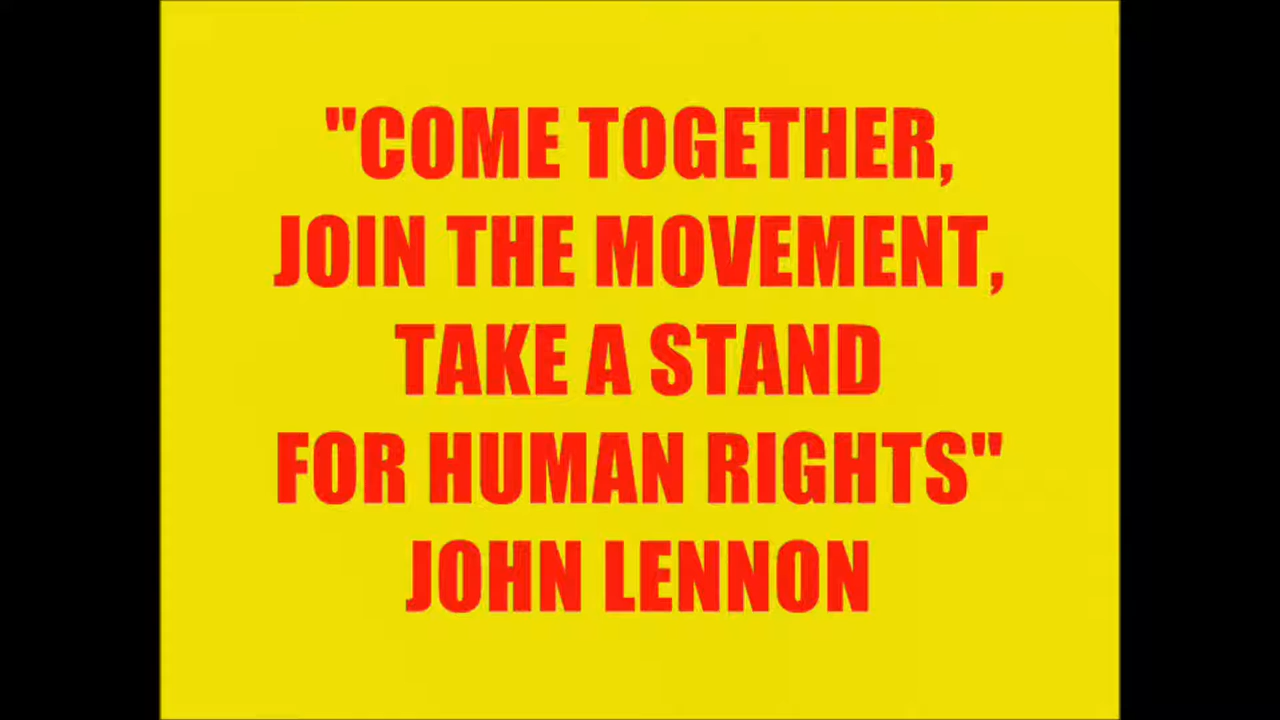 "COME TOGETHER,
JOIN THE MOVEMENT,
TAKE A STAND
FOR HUMAN RIGHTS"
JOHN LENNON